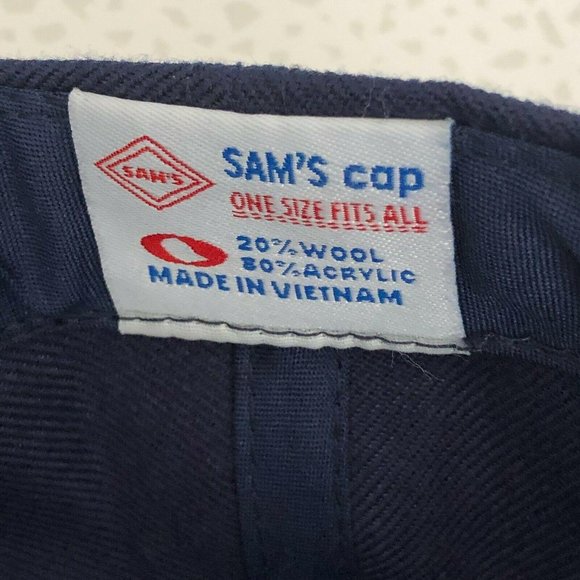 SAM'S
SAM'S cap
ONE SIZE FITS ALL
20% WOOL
80% ACRYLIC
MADE IN VIETNAM